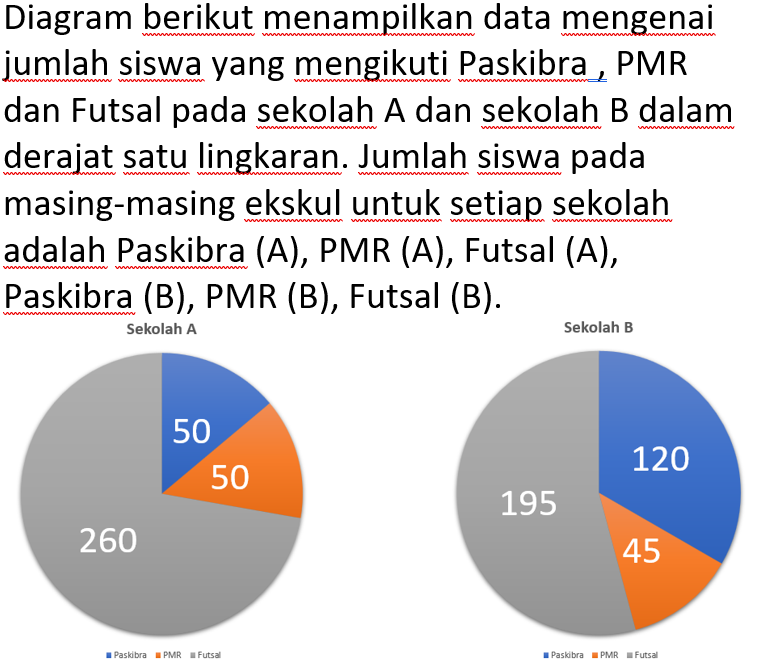 Diagram berikut menampilkan data mengenai
jumlah siswa yang mengikuti Paskibra , PMR
dan Futsal pada sekolah A dan sekolah B dalam
derajat satu lingkaran. Jumlah siswa pada
masing-masing ekskul untuk setiap sekolah
adalah Paskibra (A), PMR (A), Futsal (A),
Paskibra (B), PMR (B), Futsal (B).
Sekolah A
50
50
260
Paskibra PMR Futsal
Sekolah B
120
195
45
Paskibra PMR Futsal